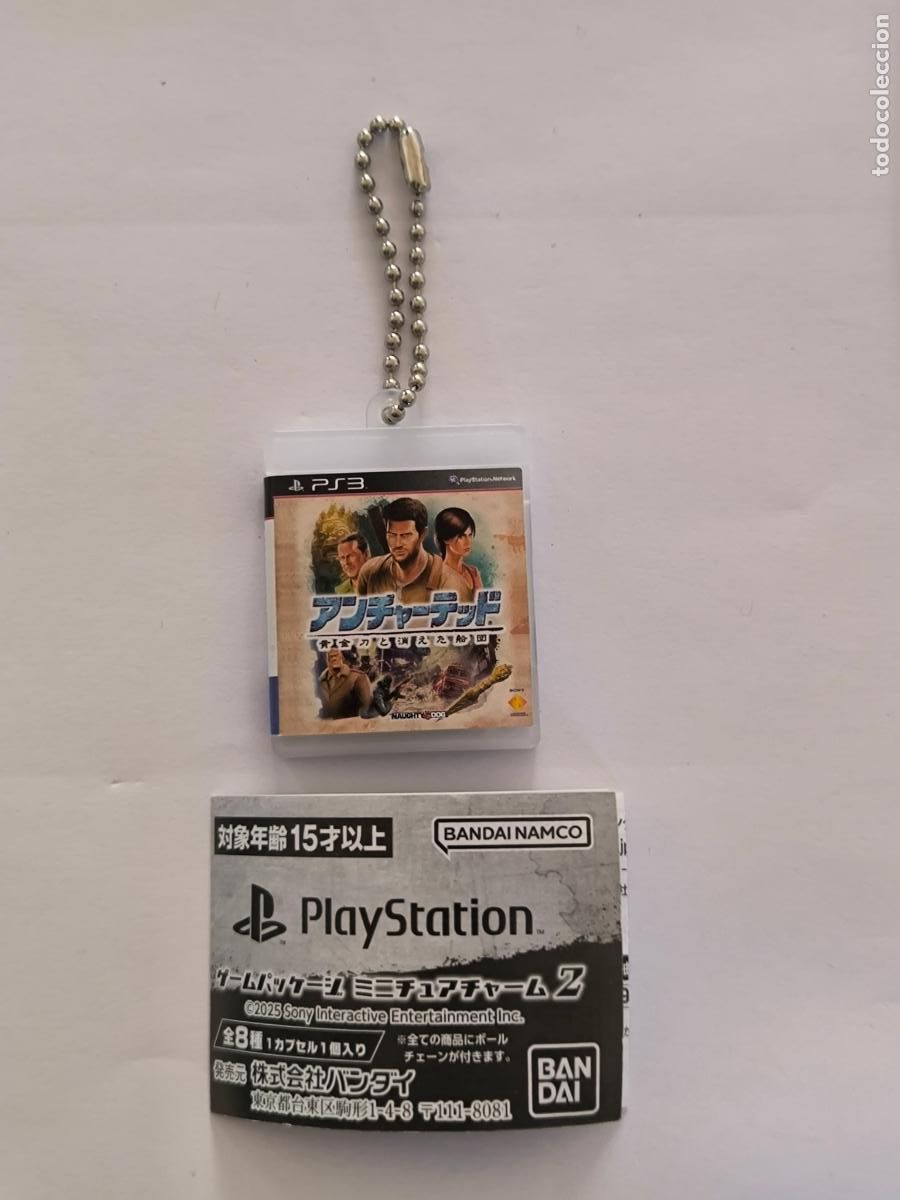 todocoleccion
PS3
PlayStation Network
アンチャーテッド
黄金刀と消えた船団
NAUGHTY DOG
SONY
対象年齢15才以上
BANDAI NAMCO
PlayStation™
ゲームパッケージ ミニチュアチャーム2
©2025 Sony Interactive Entertainment Inc.
全8種 1カプセル1個入り
※全ての商品にボール
チェーンが付きます。
発売元 株式会社バンダイ
東京都台東区駒形1-4-8 〒111-8081
BAN
DAI